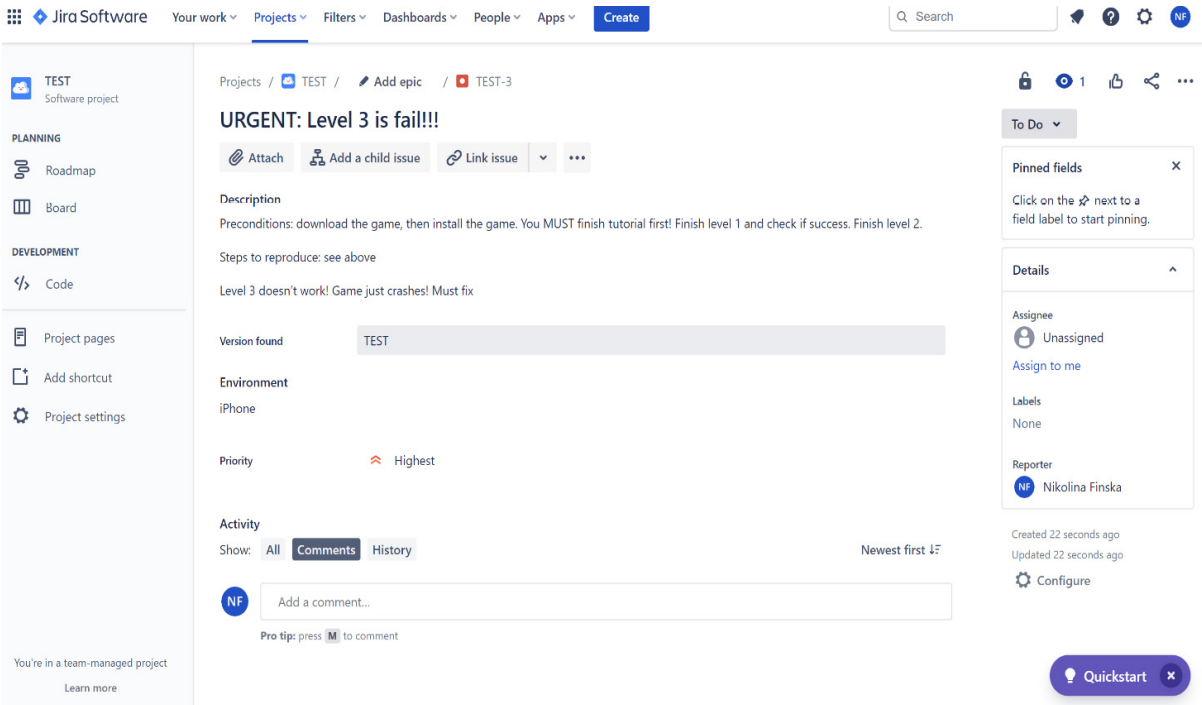 Jira Software Your work Projects Filters Dashboards People Apps Create Search NF
TEST
Software project
PLANNING
Roadmap
Board
DEVELOPMENT
Code
Project pages
Add shortcut
Project settings
You're in a team-managed project
Learn more
Projects / TEST / Add epic / TEST-3
URGENT: Level 3 is fail!!!
Attach Add a child issue Link issue
Description
Preconditions: download the game, then install the game. You MUST finish tutorial first! Finish level 1 and check if success. Finish level 2.
Steps to reproduce: see above
Level 3 doesn't work! Game just crashes! Must fix
Version found TEST
Environment
iPhone
Priority Highest
Activity
Show: All Comments History Newest first
NF Add a comment...
Pro tip: press M to comment
1
To Do
Pinned fields
Click on the next to a
field label to start pinning.
Details
Assignee
Unassigned
Assign to me
Labels
None
Reporter
NF Nikolina Finska
Created 22 seconds ago
Updated 22 seconds ago
Configure
Quickstart